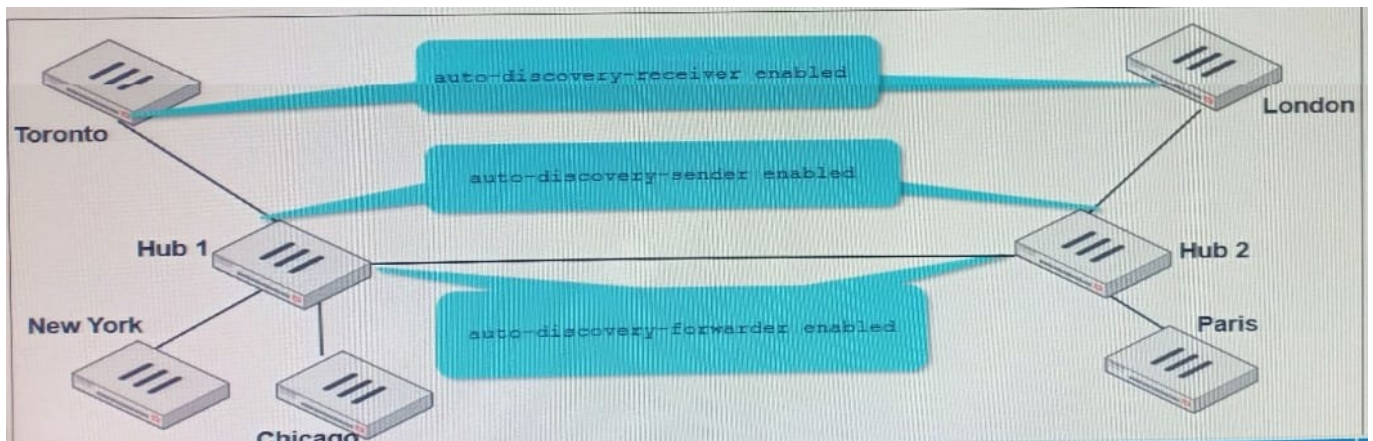 auto-discovery-receiver enabled
Toronto
London
auto-discovery-sender enabled
Hub 1
Hub 2
auto-discovery-forwarder enabled
New York
Paris
Chicago